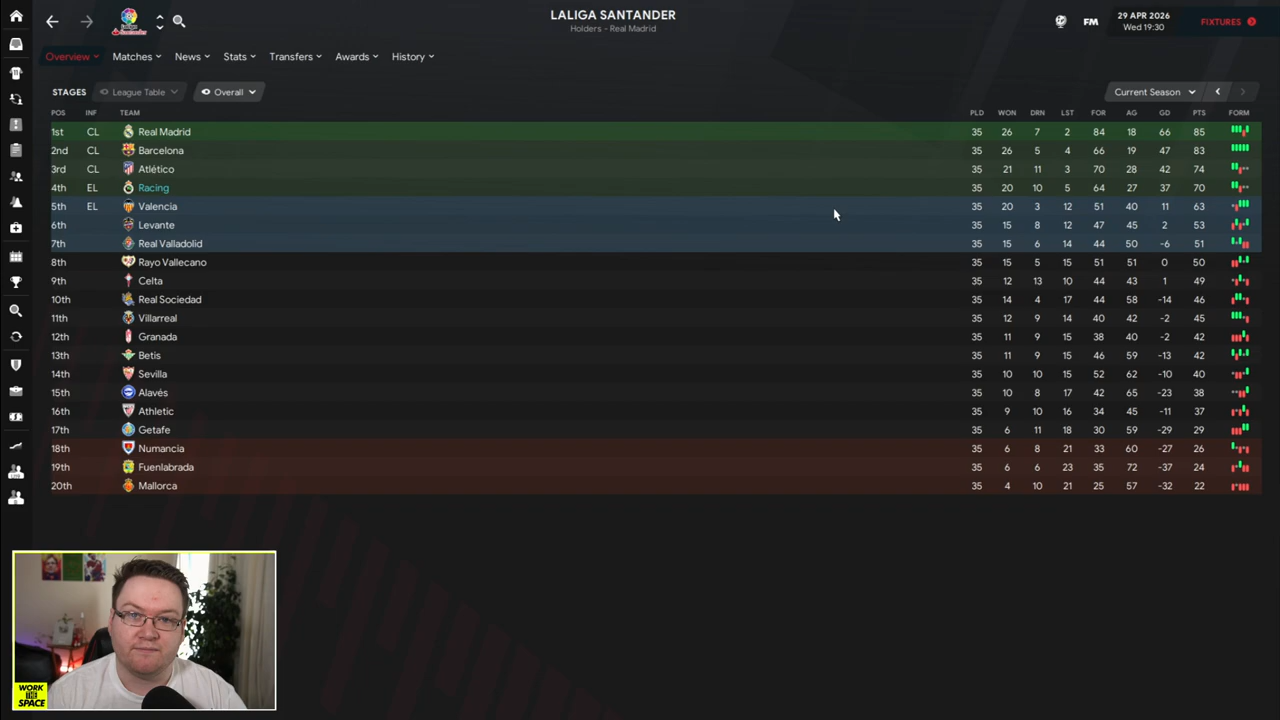 LALIGA SANTANDER
Holders - Real Madrid
FM
29 APR 2026
Wed 19:30
FIXTURES
Overview Matches News Stats Transfers Awards History
STAGES League Table Overall Current Season
POS INF TEAM PLD WON DRN LST FOR AG GD PTS FORM
1st CL Real Madrid 35 26 7 2 84 18 66 85
2nd CL Barcelona 35 26 5 4 66 19 47 83
3rd CL Atlético 35 21 11 3 70 28 42 74
4th EL Racing 35 20 10 5 64 27 37 70
5th EL Valencia 35 20 3 12 51 40 11 63
6th Levante 35 15 8 12 47 45 2 53
7th Real Valladolid 35 15 6 14 44 50 -6 51
8th Rayo Vallecano 35 15 5 15 51 51 0 50
9th Celta 35 12 13 10 44 43 1 49
10th Real Sociedad 35 14 4 17 44 58 -14 46
11th Villarreal 35 12 9 14 40 42 -2 45
12th Granada 35 11 9 15 38 40 -2 42
13th Betis 35 11 9 15 46 59 -13 42
14th Sevilla 35 10 10 15 52 62 -10 40
15th Alavés 35 10 8 17 42 65 -23 38
16th Athletic 35 9 10 16 34 45 -11 37
17th Getafe 35 6 11 18 30 59 -29 29
18th Numancia 35 6 8 21 33 60 -27 26
19th Fuenlabrada 35 6 6 23 35 72 -37 24
20th Mallorca 35 4 10 21 25 57 -32 22
WORK
THE
SPACE